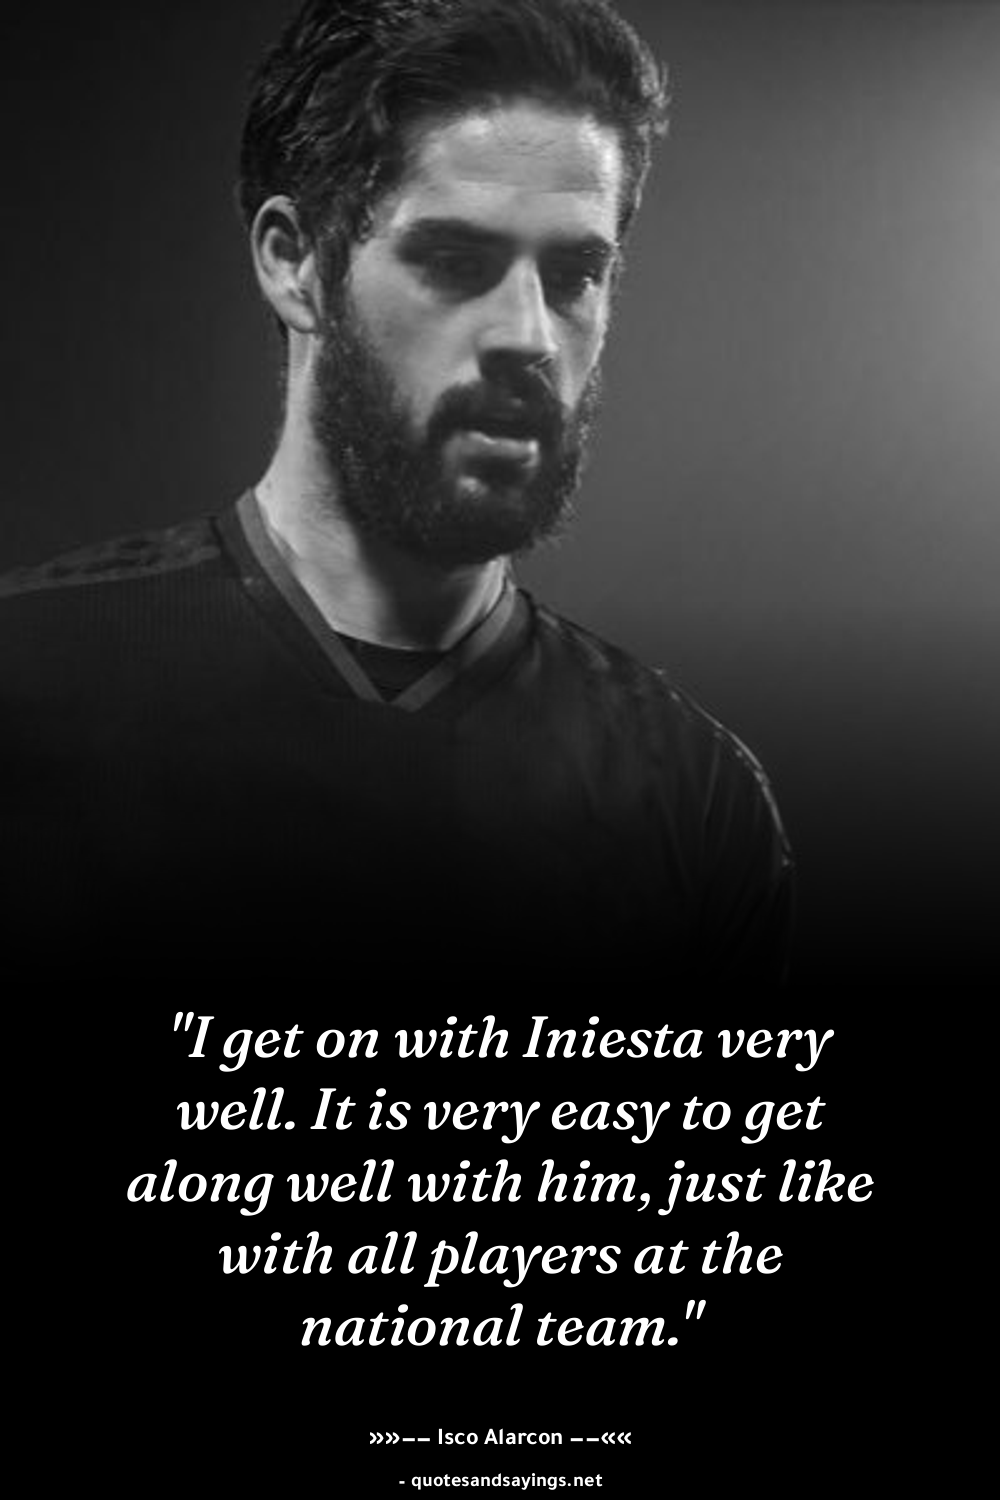 "I get on with Iniesta very
well. It is very easy to get
along well with him, just like
with all players at the
national team."
»»–– Isco Alarcon ––««
- quotesandsayings.net